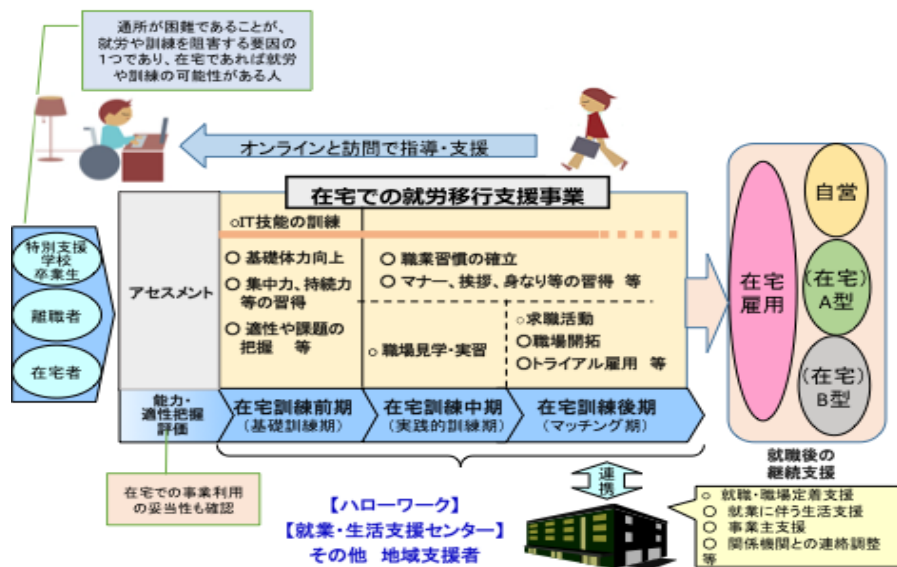 通所が困難であることが、
就労や訓練を阻害する要因の
1つであり、在宅であれば就労
や訓練の可能性がある人
オンラインと訪問で指導・支援
在宅での就労移行支援事業
特別支援
学校
卒業生
離職者
在宅者
アセスメント
○IT技能の訓練
○ 基礎体力向上
○ 集中力、持続力
等の習得
○ 適性や課題の
把握 等
○ 職業習慣の確立
○ マナー、挨拶、身なり等の習得 等
○ 職場見学・実習
○求職活動
○職場開拓
○トライアル雇用 等
能力・
適性把握
評価
在宅訓練前期
(基礎訓練期)
在宅訓練中期
(実践的訓練期)
在宅訓練後期
(マッチング期)
在宅
雇用
自営
(在宅)
A型
(在宅)
B型
就職後の
継続支援
在宅での事業利用
の妥当性も確認
【ハローワーク】
【就業・生活支援センター】
その他 地域支援者
連携
○ 就職・職場定着支援
○ 就業に伴う生活支援
○ 事業主支援
○ 関係機関との連絡調整
等